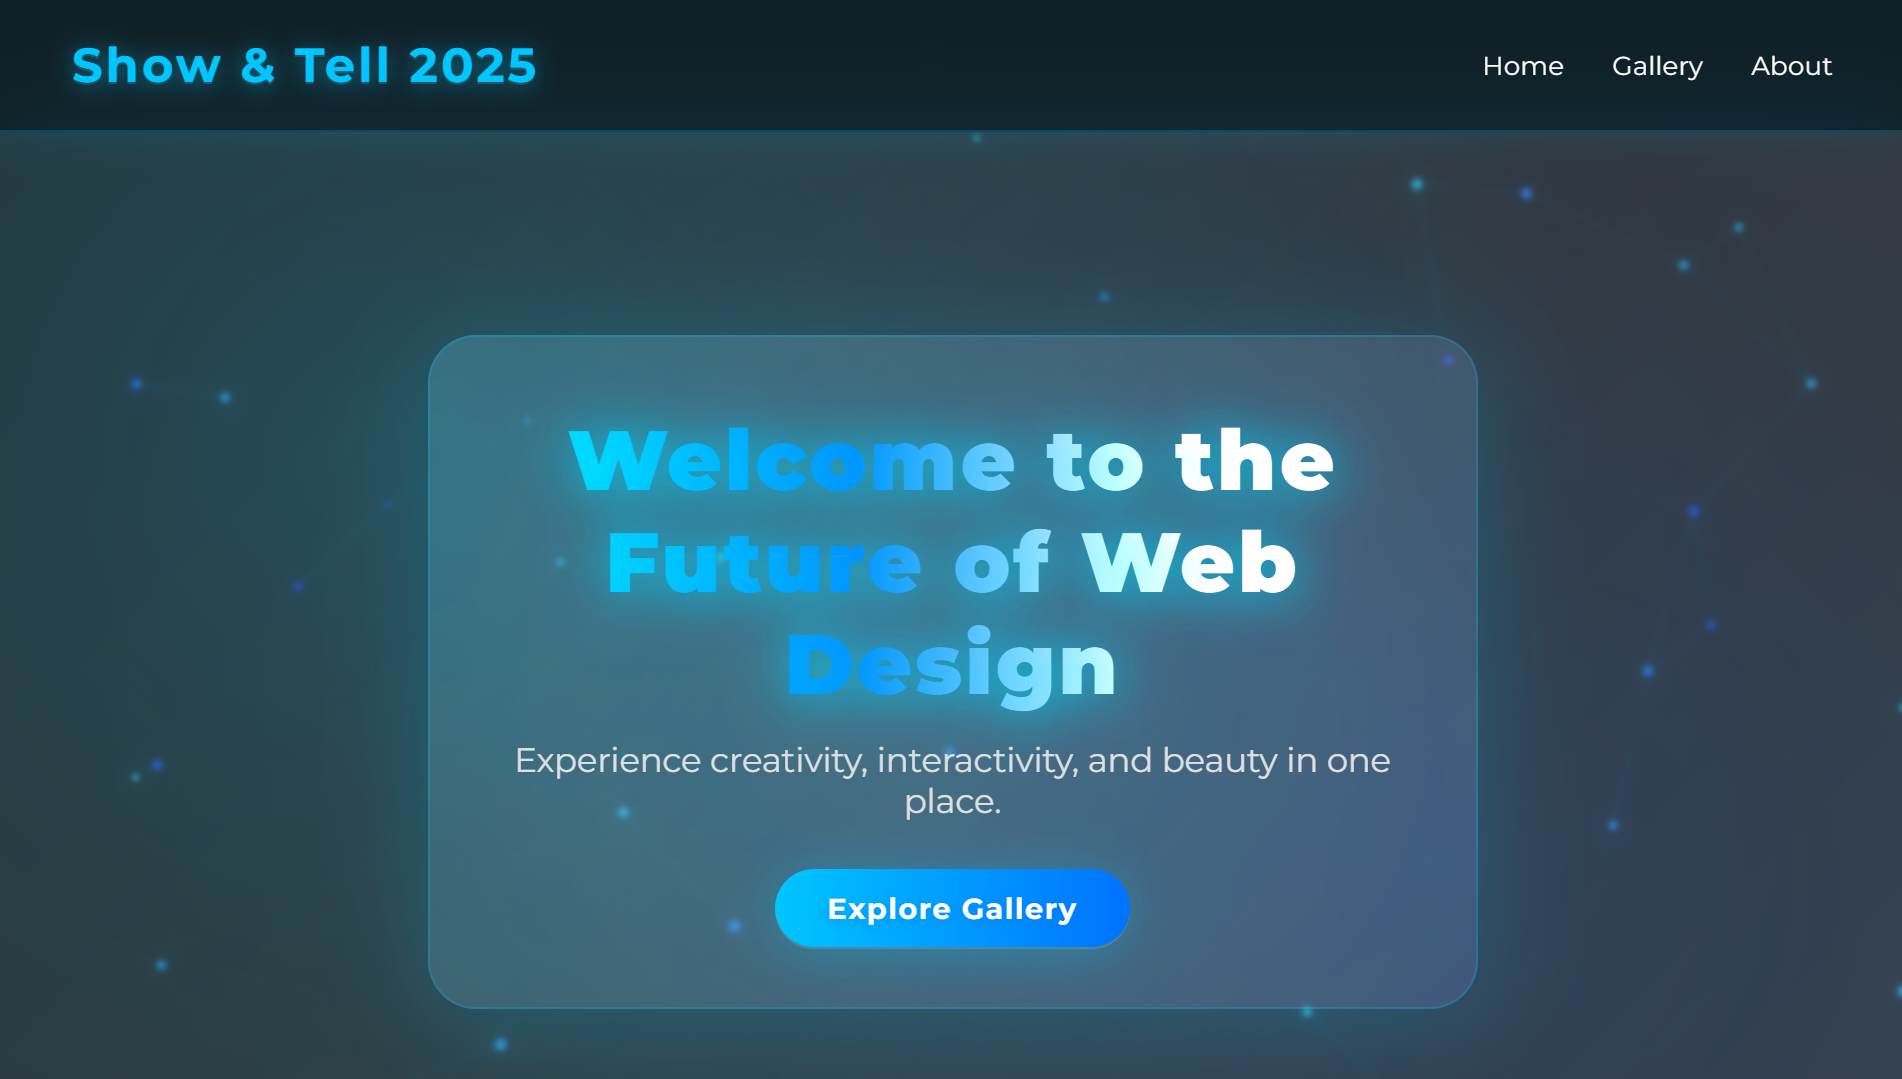 Show & Tell 2025
Home Gallery About
Welcome to the
Future of Web
Design
Experience creativity, interactivity, and beauty in one
place.
Explore Gallery